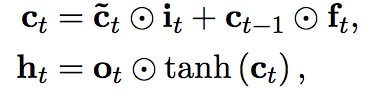 c_t = c̃_t ⊙ i_t + c_{t−1} ⊙ f_t,
h_t = o_t ⊙ tanh (c_t) ,